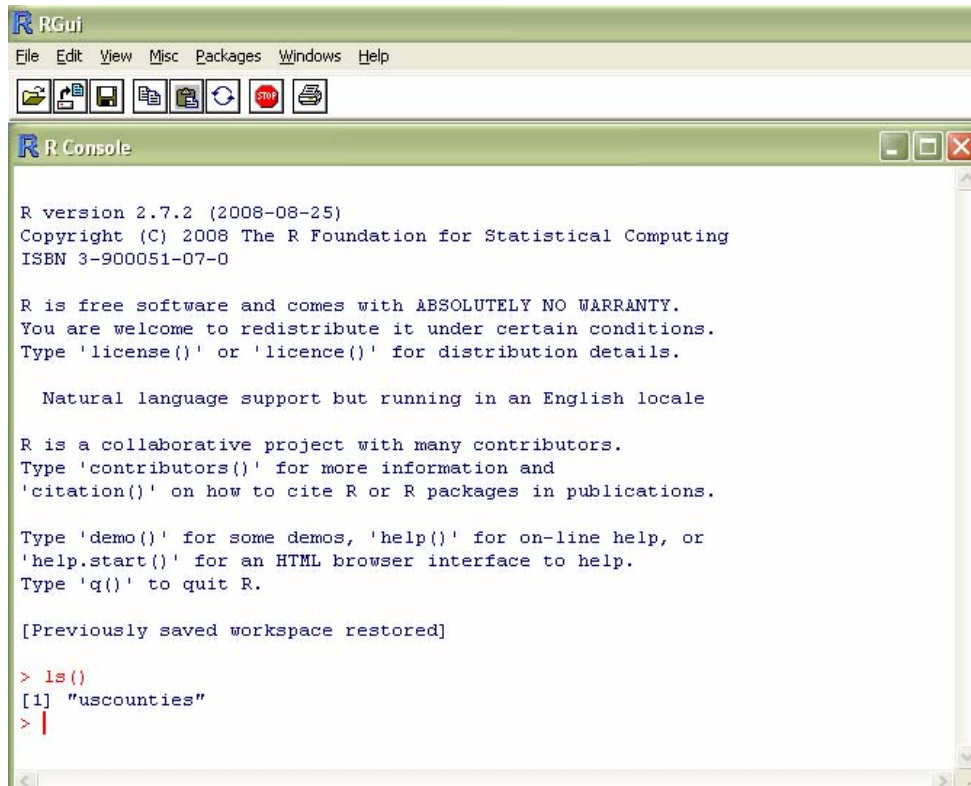 RGui
File Edit View Misc Packages Windows Help
STOP
R Console
R version 2.7.2 (2008-08-25)
Copyright (C) 2008 The R Foundation for Statistical Computing
ISBN 3-900051-07-0
R is free software and comes with ABSOLUTELY NO WARRANTY.
You are welcome to redistribute it under certain conditions.
Type 'license()' or 'licence()' for distribution details.
Natural language support but running in an English locale
R is a collaborative project with many contributors.
Type 'contributors()' for more information and
'citation()' on how to cite R or R packages in publications.
Type 'demo()' for some demos, 'help()' for on-line help, or
'help.start()' for an HTML browser interface to help.
Type 'q()' to quit R.
[Previously saved workspace restored]
> ls()
[1] "uscounties"
>